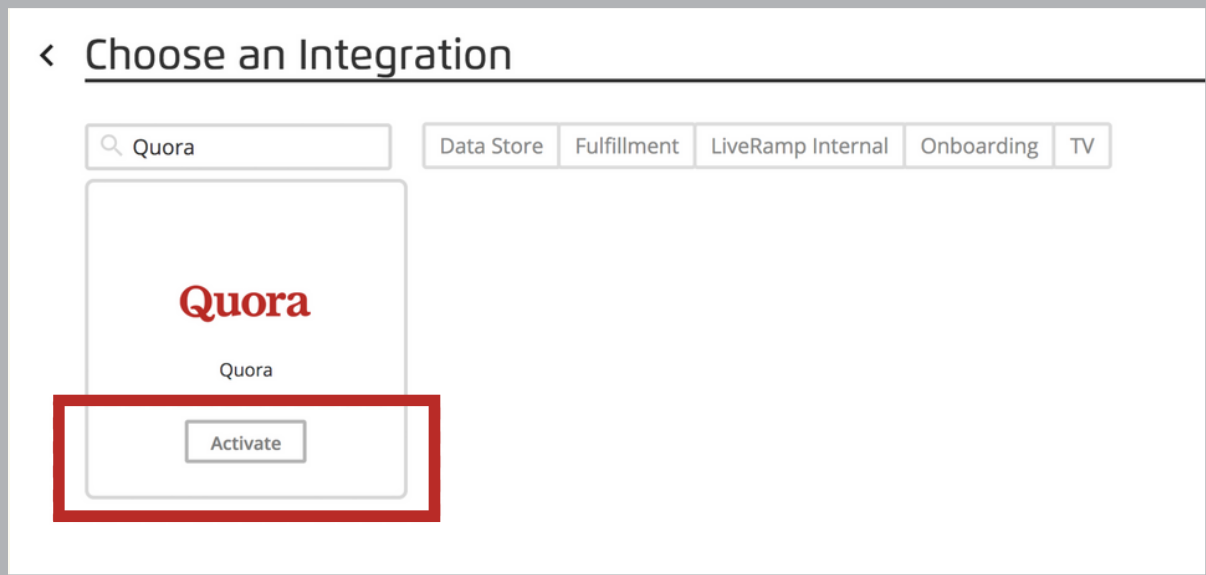 Choose an Integration
Quora
Data Store Fulfillment LiveRamp Internal Onboarding TV
Quora
Quora
Activate